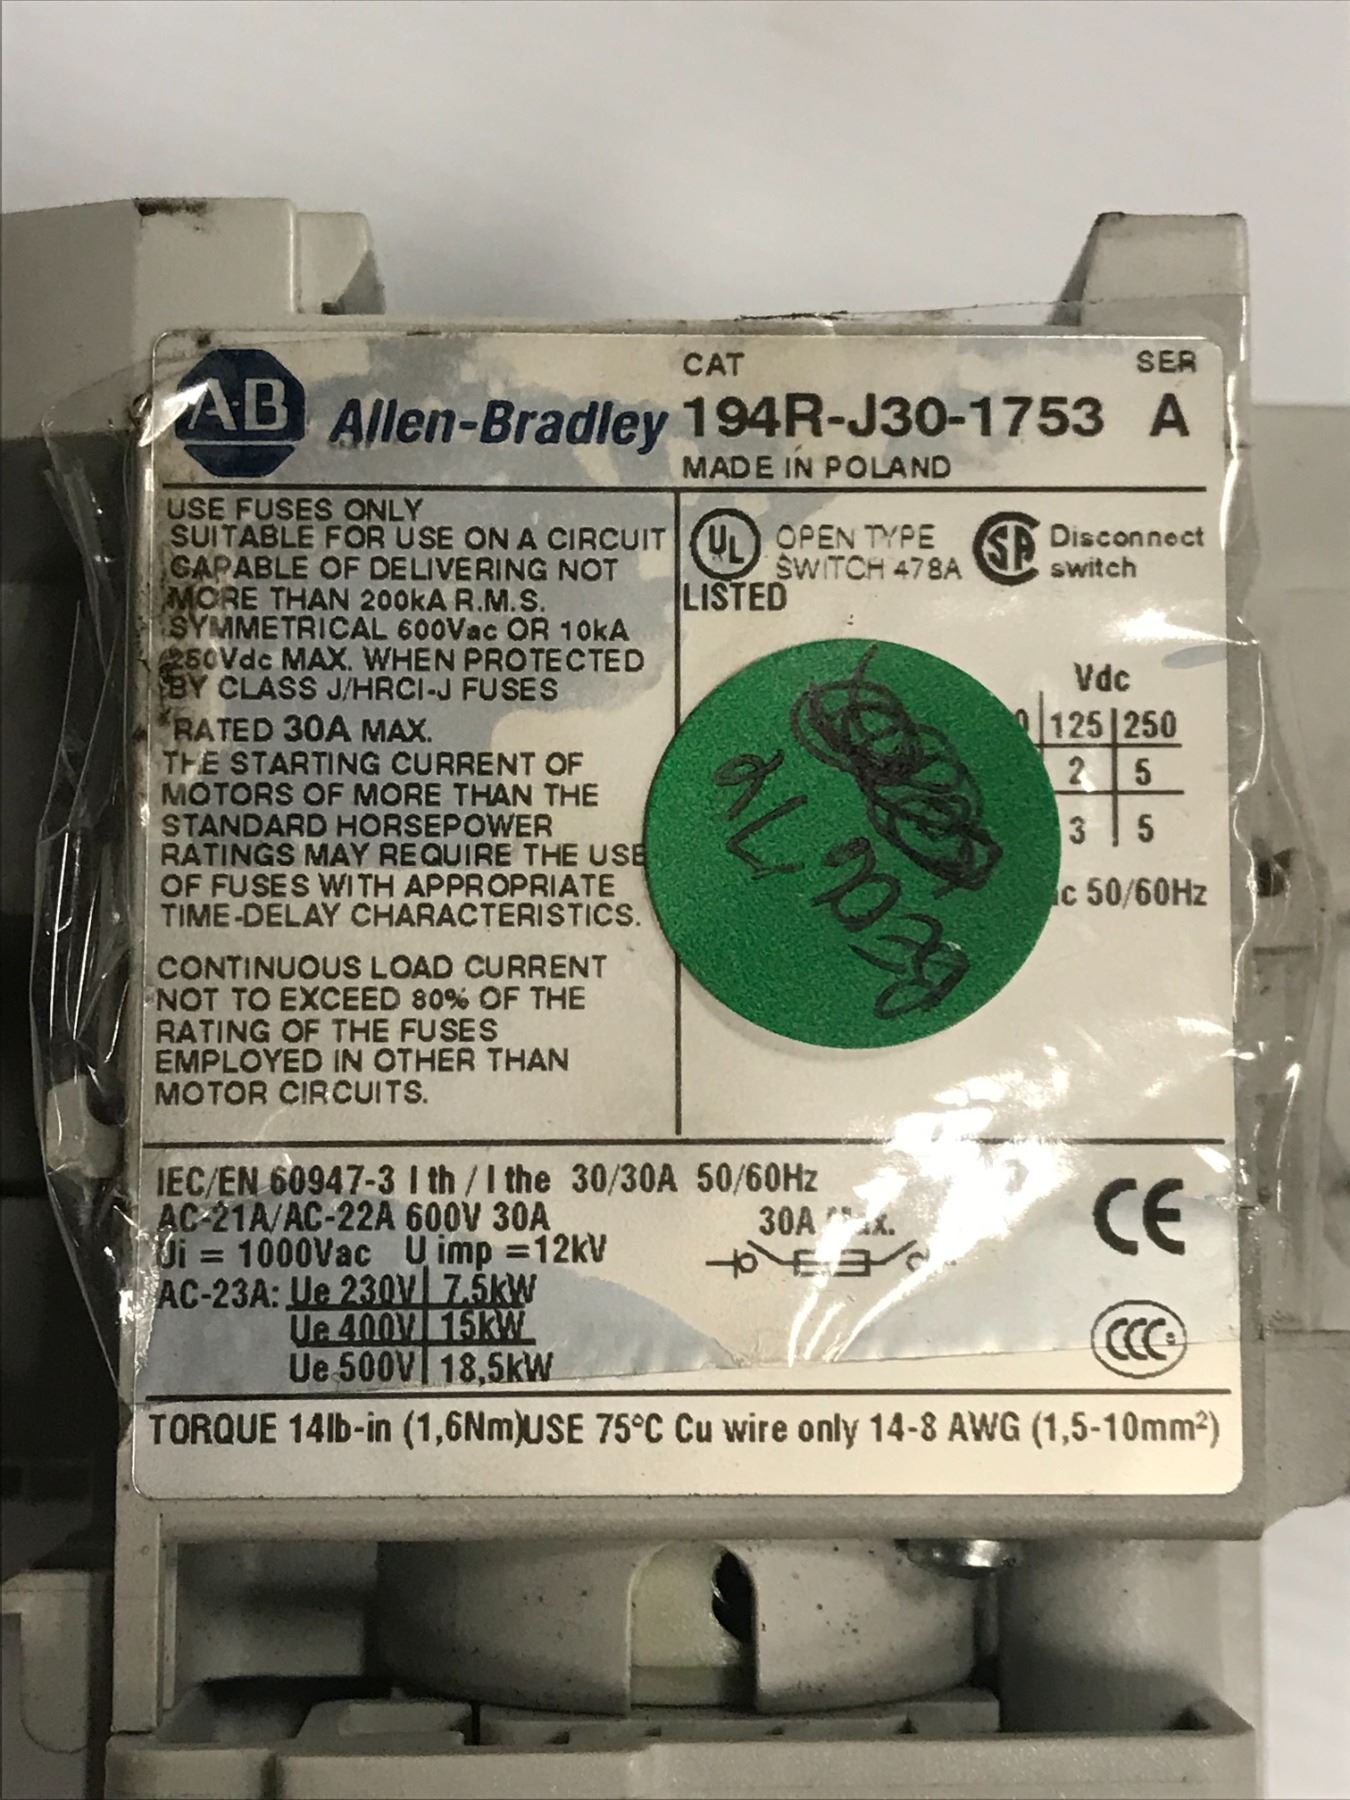 CAT SER
AB Allen-Bradley 194R-J30-1753 A
MADE IN POLAND
USE FUSES ONLY
SUITABLE FOR USE ON A CIRCUIT
CAPABLE OF DELIVERING NOT
MORE THAN 200kA R.M.S.
SYMMETRICAL 600Vac OR 10kA
250Vdc MAX. WHEN PROTECTED
BY CLASS J/HRCI-J FUSES
RATED 30A MAX.
THE STARTING CURRENT OF
MOTORS OF MORE THAN THE
STANDARD HORSEPOWER
RATINGS MAY REQUIRE THE USE
OF FUSES WITH APPROPRIATE
TIME-DELAY CHARACTERISTICS.
CONTINUOUS LOAD CURRENT
NOT TO EXCEED 80% OF THE
RATING OF THE FUSES
EMPLOYED IN OTHER THAN
MOTOR CIRCUITS.
UL OPEN TYPE
SWITCH 478A
LISTED
SA Disconnect
switch
Vdc
125 250
2 5
3 5
50/60Hz
IEC/EN 60947-3 I th / I the 30/30A 50/60Hz
AC-21A/AC-22A 600V 30A
30A Max.
Ui = 1000Vac U imp =12kV
AC-23A: Ue 230V 7.5kW
Ue 400V 15kW
Ue 500V 18,5kW
CE
CCC
TORQUE 14lb-in (1,6Nm)USE 75°C Cu wire only 14-8 AWG (1,5-10mm²)